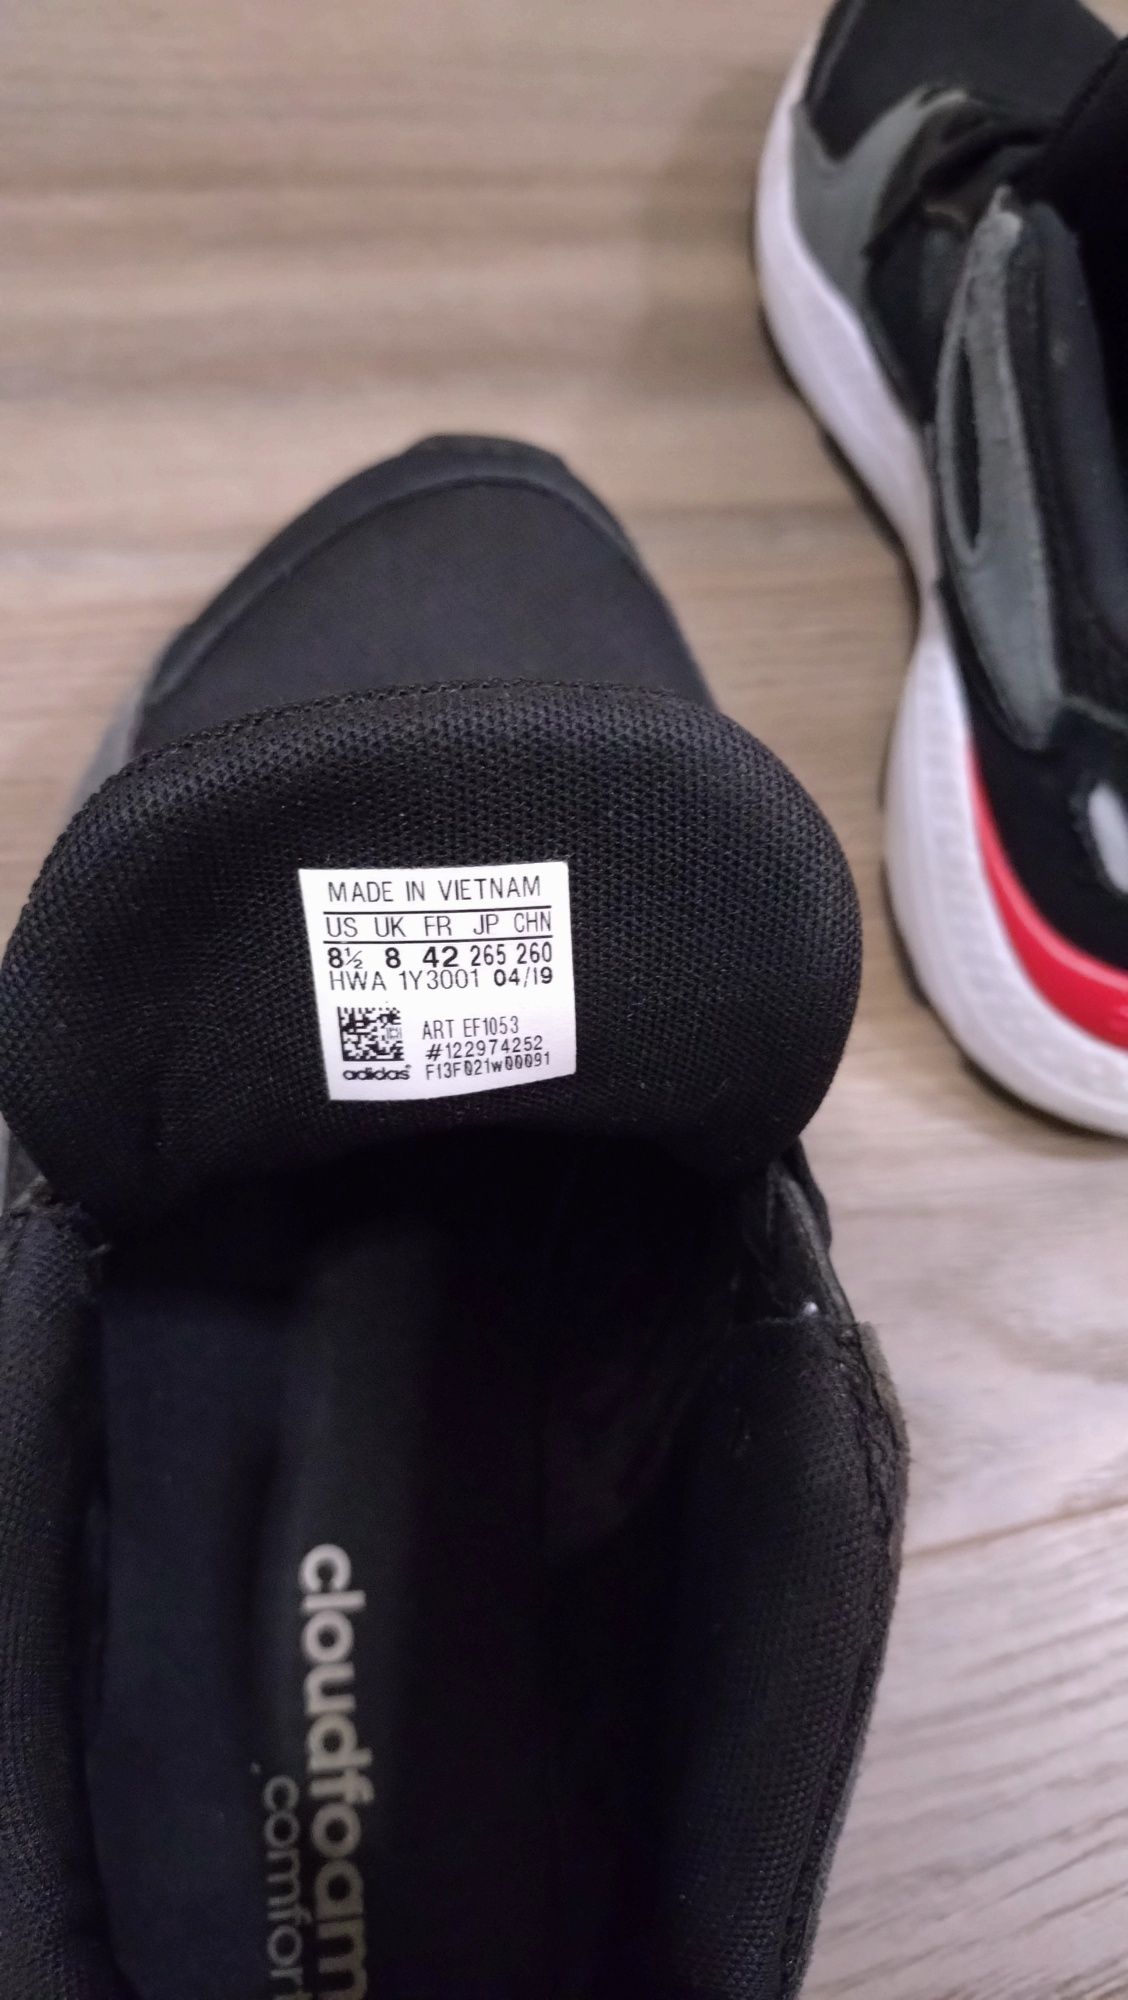 MADE IN VIETNAM
US UK FR JP CHN
8½ 8 42 265 260
HWA 1Y3001 04/19
ART EF1053
#122974252
adidas F13F021w00091
cloudfoam
comfort